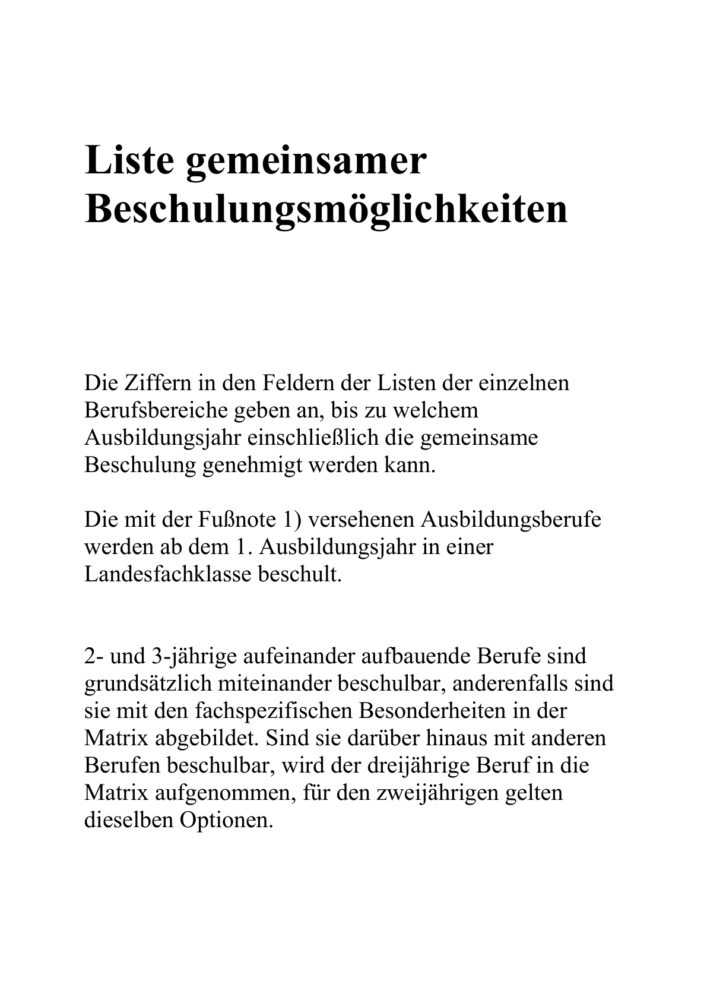 Liste gemeinsamer
Beschulungsmöglichkeiten
Die Ziffern in den Feldern der Listen der einzelnen
Berufsbereiche geben an, bis zu welchem
Ausbildungsjahr einschließlich die gemeinsame
Beschulung genehmigt werden kann.
Die mit der Fußnote 1) versehenen Ausbildungsberufe
werden ab dem 1. Ausbildungsjahr in einer
Landesfachklasse beschult.
2- und 3-jährige aufeinander aufbauende Berufe sind
grundsätzlich miteinander beschulbar, anderenfalls sind
sie mit den fachspezifischen Besonderheiten in der
Matrix abgebildet. Sind sie darüber hinaus mit anderen
Berufen beschulbar, wird der dreijährige Beruf in die
Matrix aufgenommen, für den zweijährigen gelten
dieselben Optionen.